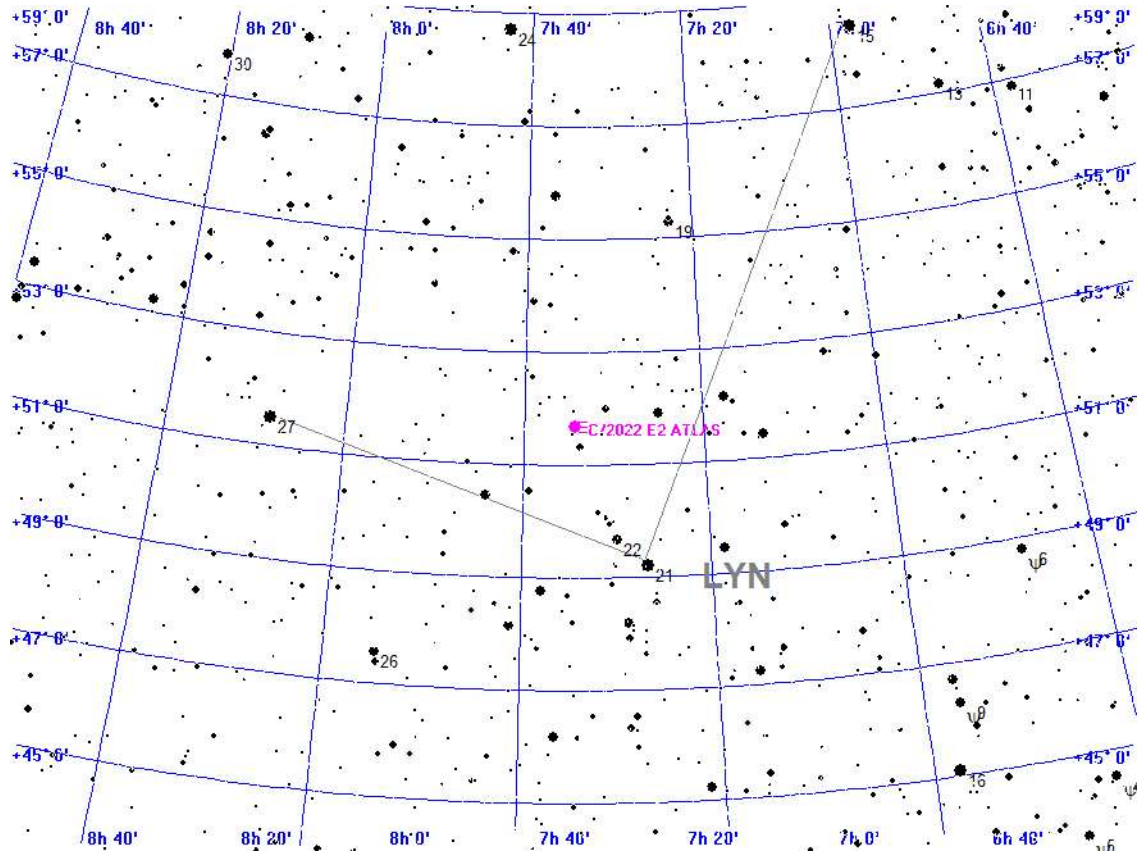 +59° 0' 8h 40' 8h 20' 8h 0' 7h 40' 7h 20' 7h 0' 6h 40' +59° 0'
24 15
+57° 0' 30 13 11 +57° 0'
+55° 0' +55° 0'
19
+53° 0' +53° 0'
+51° 0' +51° 0'
27 C/2022 E2 ATLAS
+49° 0' +49° 0'
22 ψ6
21 LYN
+47° 0' +47° 0'
26
ψ9
+45° 0' +45° 0'
16
8h 40' 8h 20' 8h 0' 7h 40' 7h 20' 7h 0' 6h 40'
ψ5